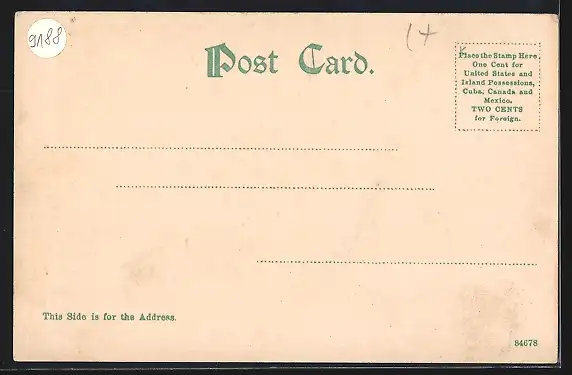 9188
Post Card.
Place the Stamp Here
One Cent for
United States and
Island Possessions,
Cuba, Canada and
Mexico.
TWO CENTS
for Foreign.
This Side is for the Address.
84678